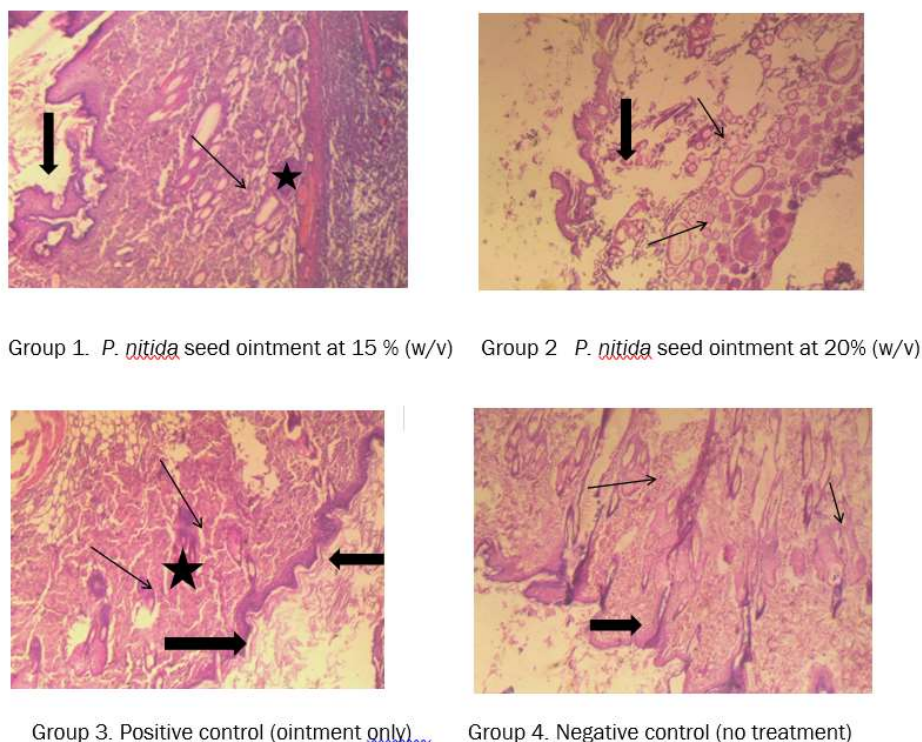 Group 1. P. nitida seed ointment at 15 % (w/v)
Group 2 P. nitida seed ointment at 20% (w/v)
Group 3. Positive control (ointment only)
Group 4. Negative control (no treatment)